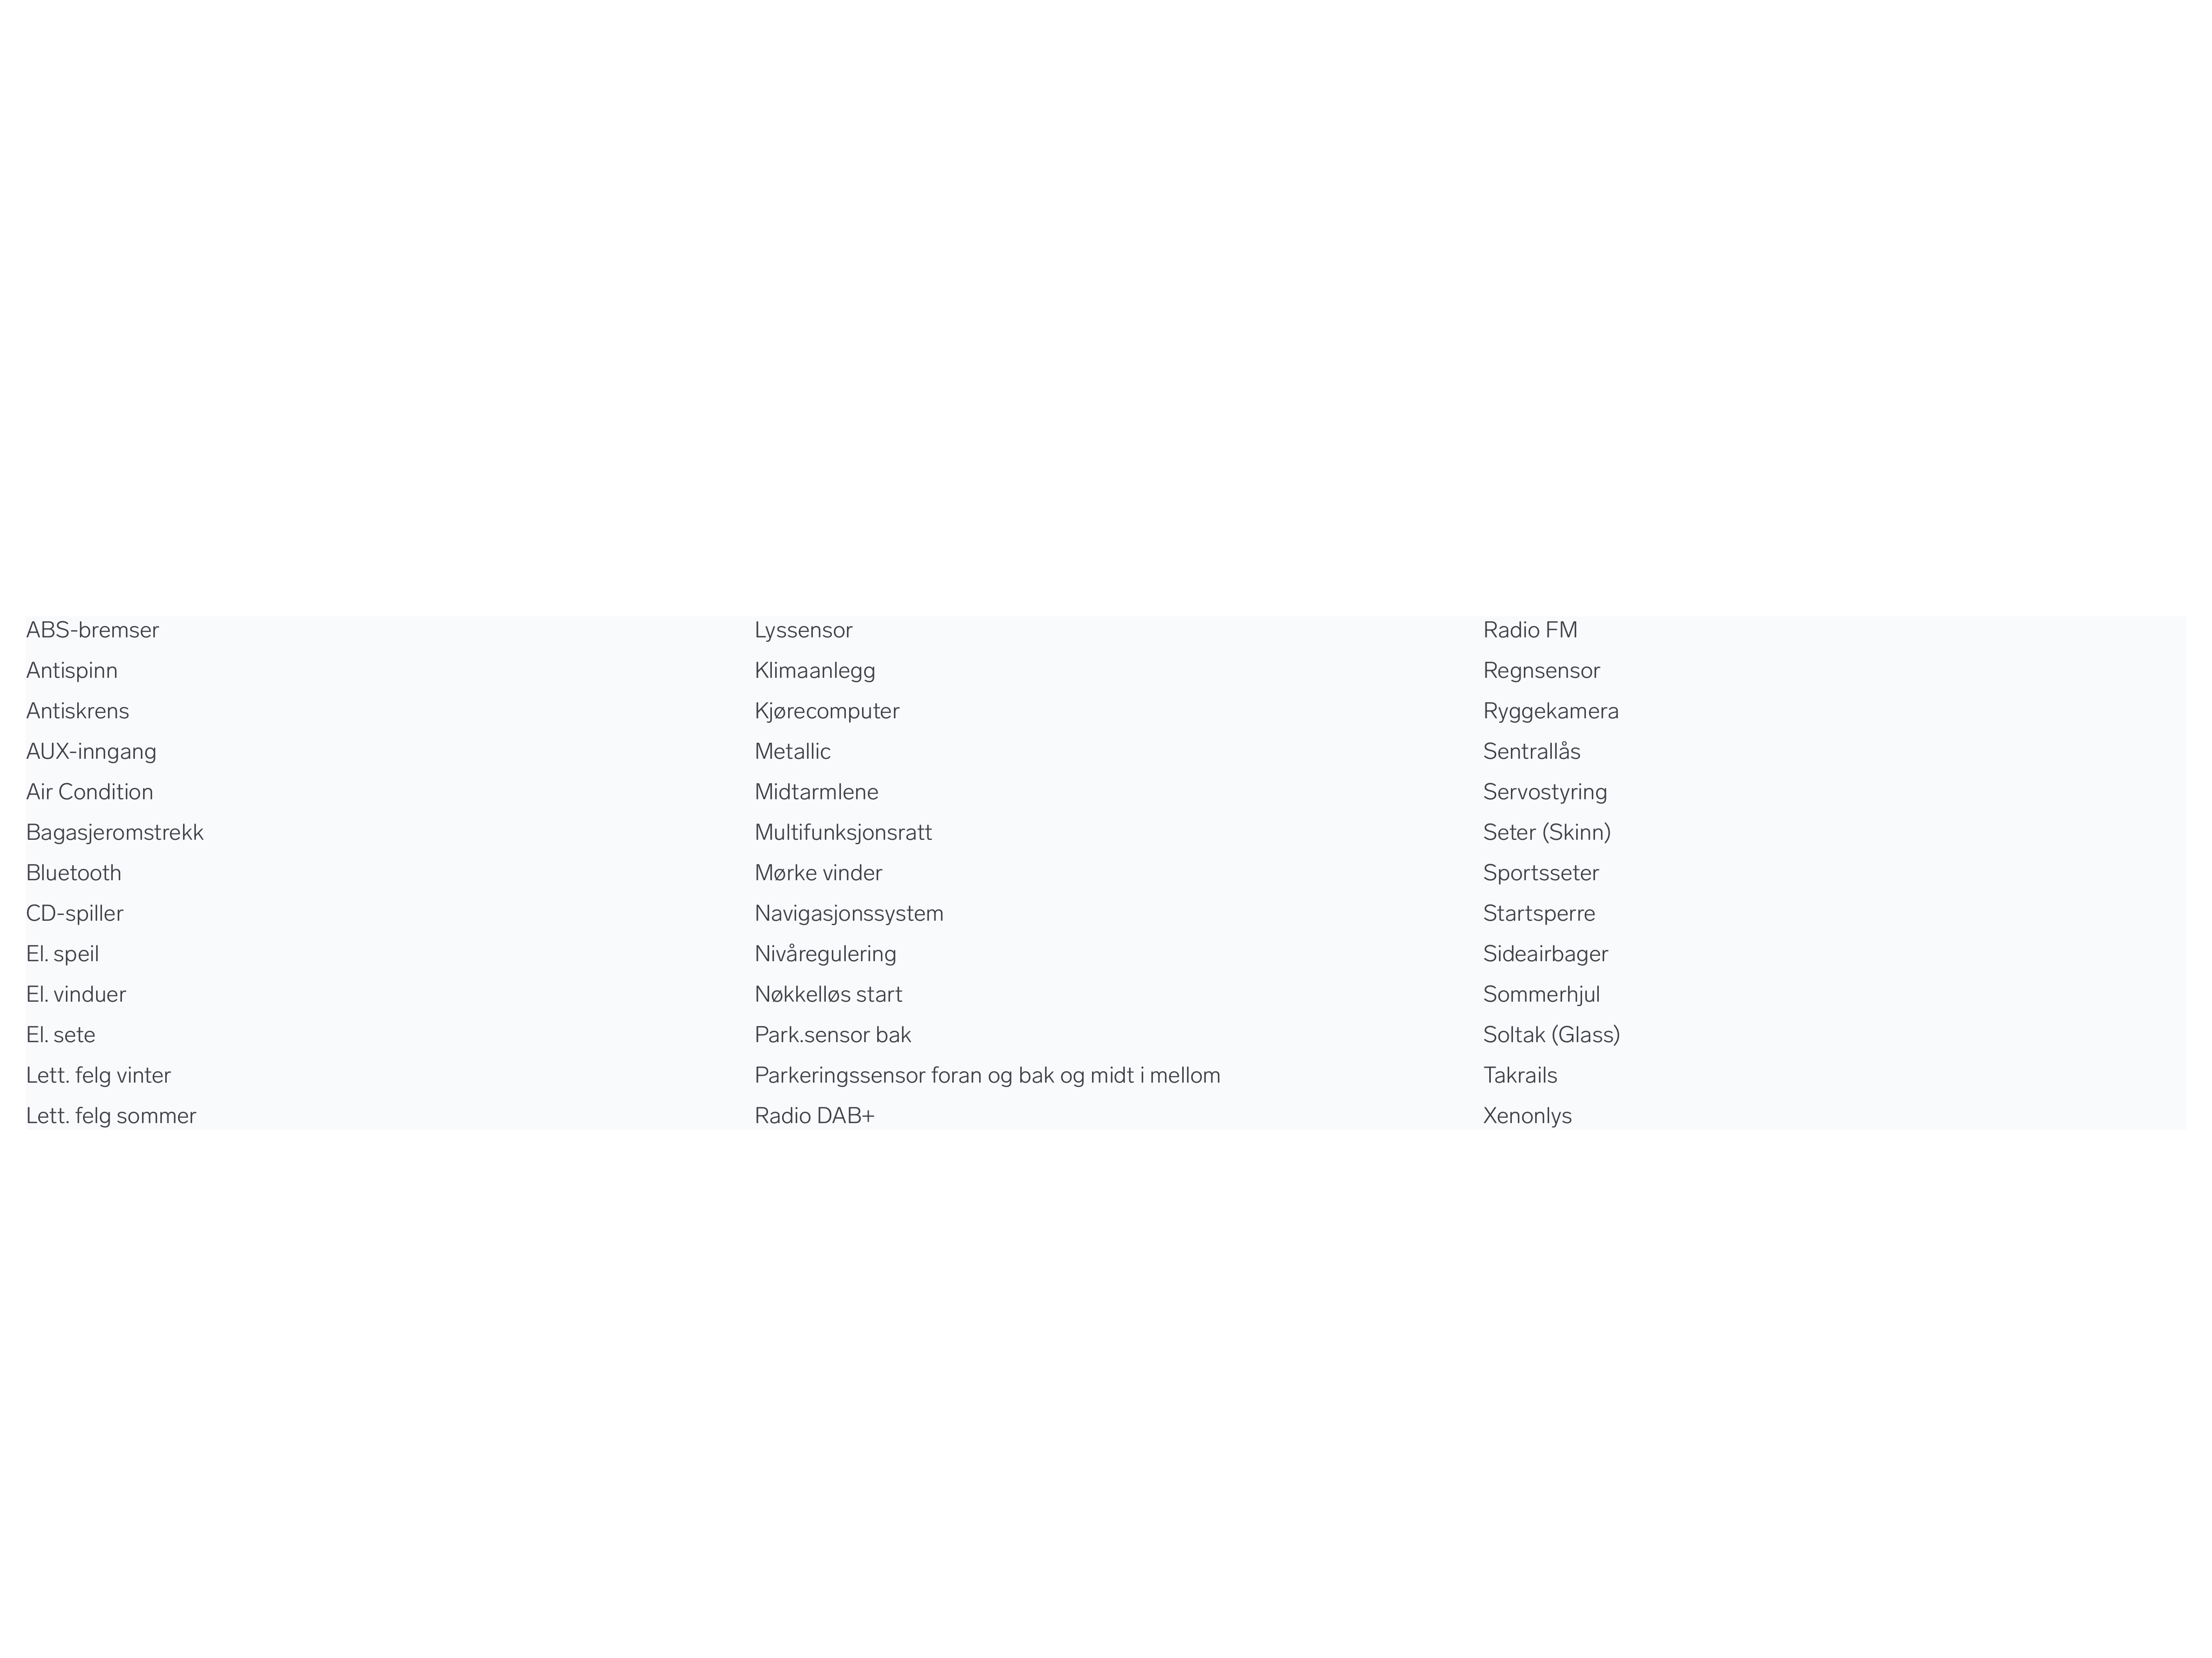 ABS-bremser
Antispinn
Antiskrens
AUX-inngang
Air Condition
Bagasjeromstrekk
Bluetooth
CD-spiller
El. speil
El. vinduer
El. sete
Lett. felg vinter
Lett. felg sommer
Lyssensor
Klimaanlegg
Kjørecomputer
Metallic
Midtarmlene
Multifunksjonsratt
Mørke vinder
Navigasjonssystem
Nivåregulering
Nøkkelløs start
Park.sensor bak
Parkeringssensor foran og bak og midt i mellom
Radio DAB+
Radio FM
Regnsensor
Ryggekamera
Sentrallås
Servostyring
Seter (Skinn)
Sportsseter
Startsperre
Sideairbager
Sommerhjul
Soltak (Glass)
Takrails
Xenonlys